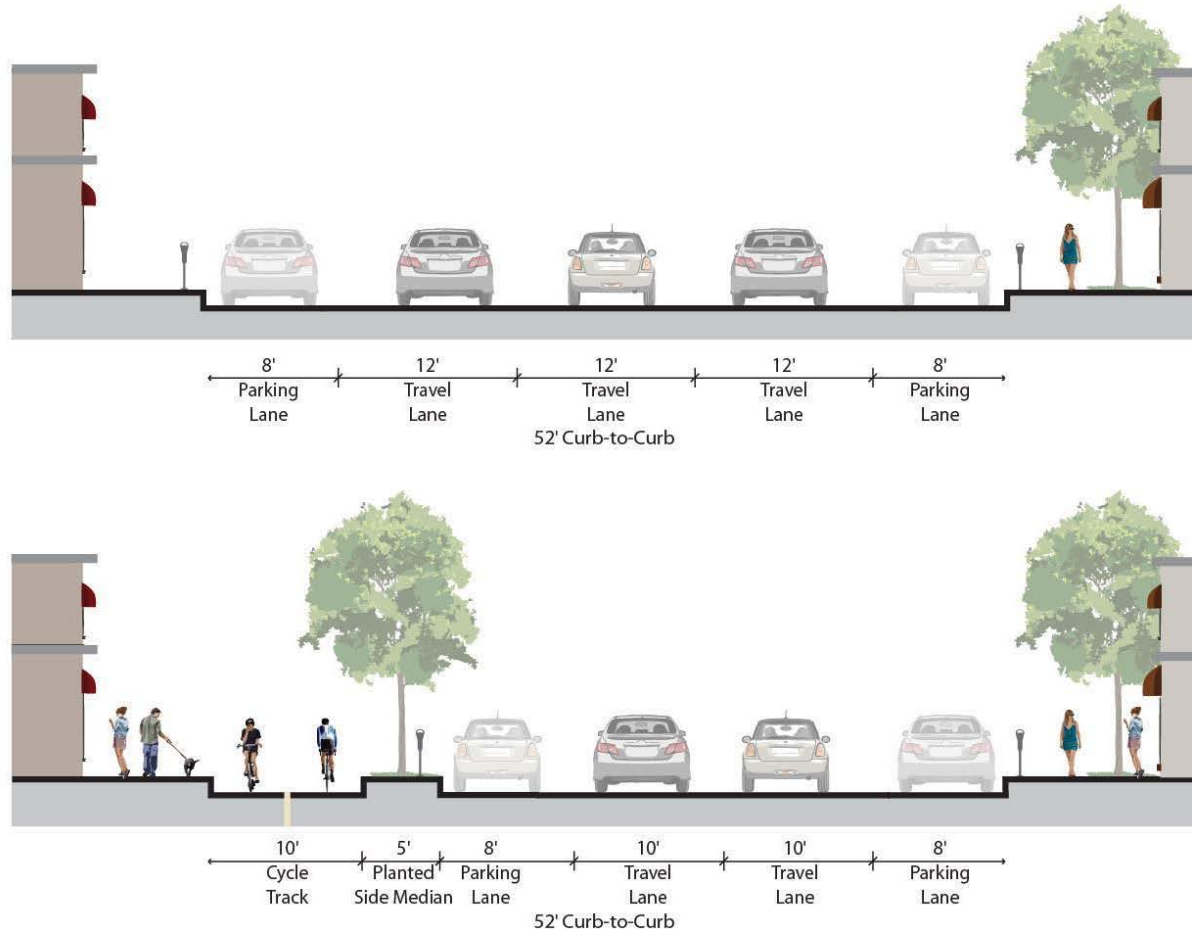 8' 12' 12' 12' 8'
Parking Travel Travel Travel Parking
Lane Lane Lane Lane Lane
52' Curb-to-Curb
10' 5' 8' 10' 10' 8'
Cycle Planted Parking Travel Travel Parking
Track Side Median Lane Lane Lane Lane
52' Curb-to-Curb